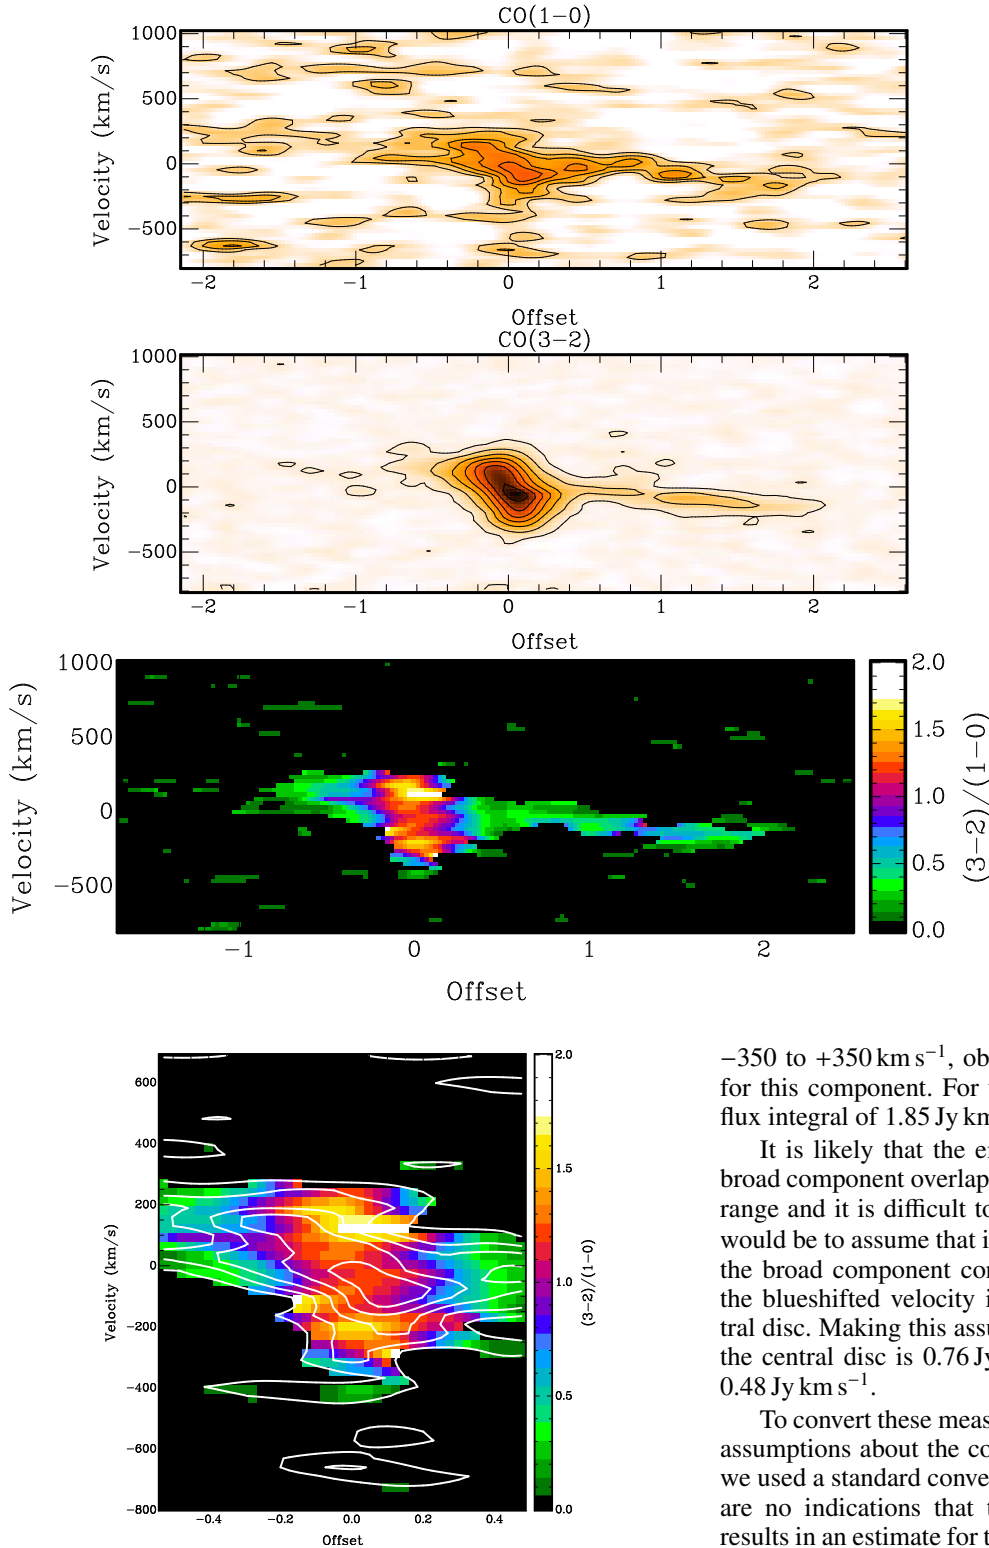 CO(1−0)
1000
500
0
−500
Velocity (km/s)
−2 −1 0 1 2
Offset
CO(3−2)
1000
500
0
−500
Velocity (km/s)
−2 −1 0 1 2
Offset
1000
500
0
−500
Velocity (km/s)
−1 0 1 2
Offset
2.0
1.5
1.0
0.5
0.0
(3−2)/(1−0)
600
400
200
0
−200
−400
−600
−800
Velocity (km/s)
−0.4 −0.2 0.0 0.2 0.4
Offset
2.0
1.5
1.0
0.5
0.0
(3−2)/(1−0)
−350 to +350 km s⁻¹, ob
for this component. For
flux integral of 1.85 Jy km
It is likely that the e
broad component overlap
range and it is difficult to
would be to assume that i
the broad component co
the blueshifted velocity i
tral disc. Making this assu
the central disc is 0.76 Jy
0.48 Jy km s⁻¹.
To convert these meas
assumptions about the co
we used a standard conve
are no indications that t
results in an estimate for t